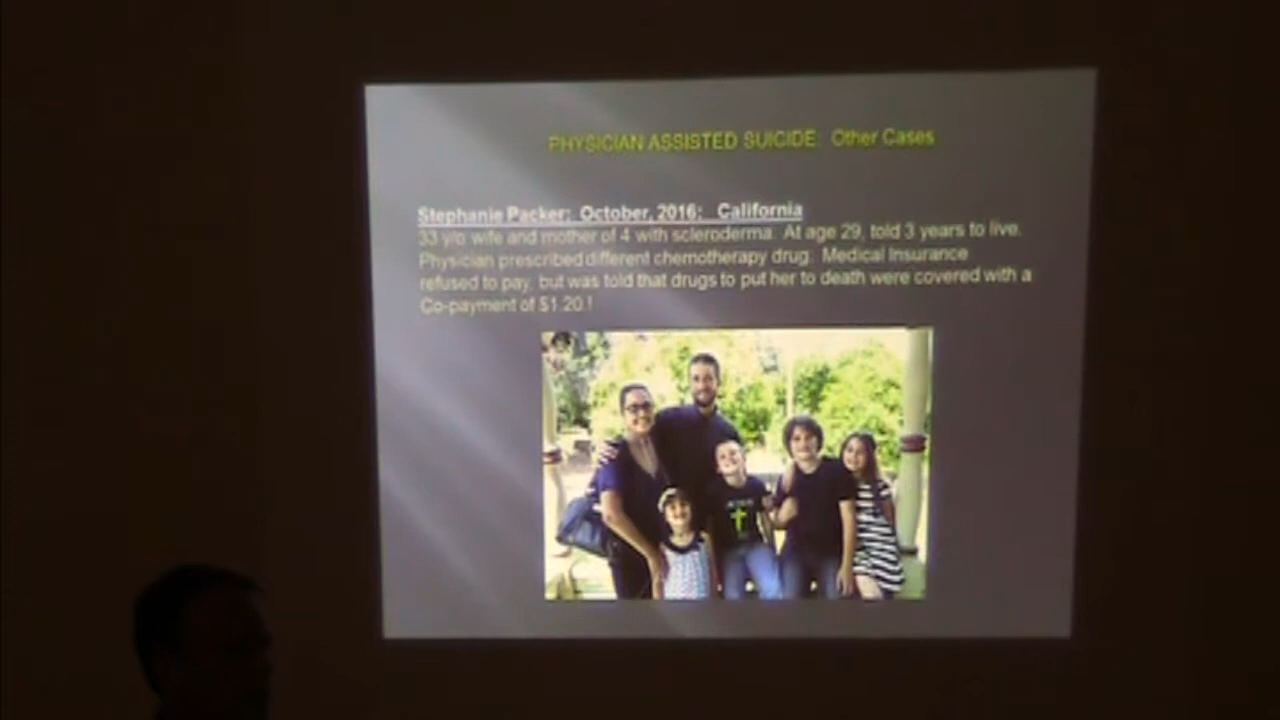 PHYSICIAN ASSISTED SUICIDE: Other Cases
Stephanie Packer: October, 2016: California
33 y/o wife and mother of 4 with scleroderma. At age 29, told 3 years to live.
Physician prescribed different chemotherapy drug. Medical Insurance
refused to pay, but was told that drugs to put her to death were covered with a
Co-payment of $1.20.!